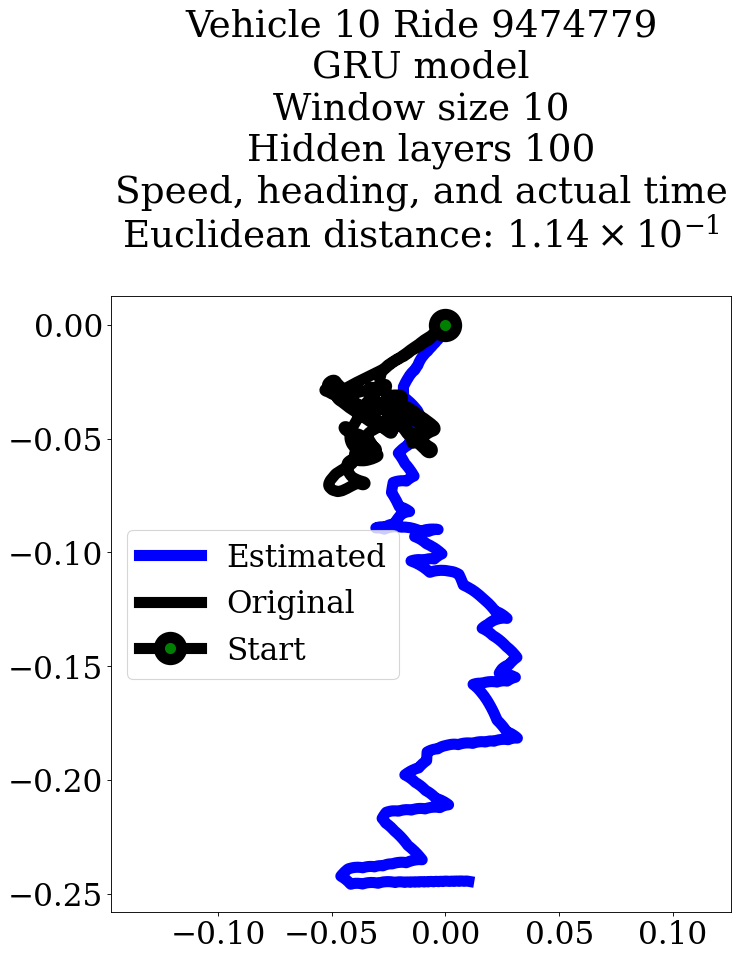 Vehicle 10 Ride 9474779
GRU model
Window size 10
Hidden layers 100
Speed, heading, and actual time
Euclidean distance: 1.14 × 10⁻¹
0.00
−0.05
−0.10
−0.15
−0.20
−0.25
Estimated
Original
Start
−0.10 −0.05 0.00 0.05 0.10